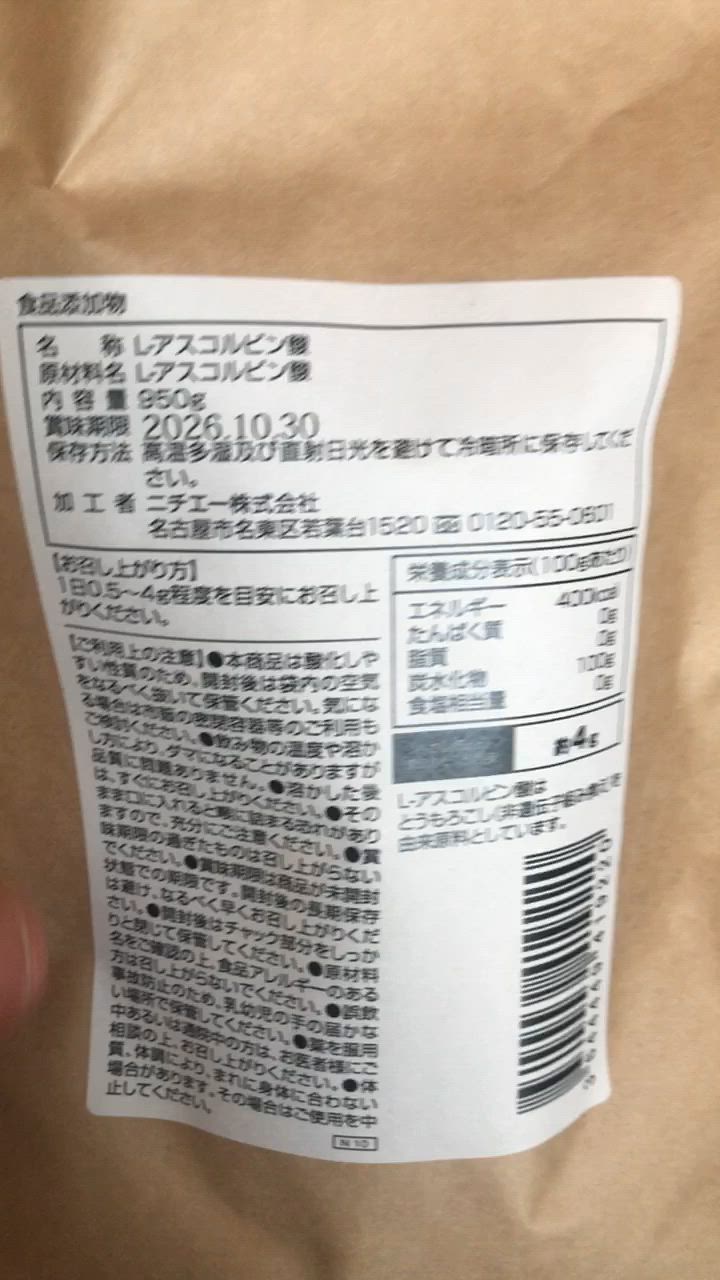 食品添加物
名 称 L-アスコルビン酸
原材料名 L-アスコルビン酸
内容量 950g
賞味期限 2026.10.30
保存方法 高温多湿及び直射日光を避けて冷暗所に保存してくだ
さい。
加工者 ニチエー株式会社
名古屋市名東区若葉台1520 0120-55-0601
【お召し上がり方】
1日0.5~4g程度を目安にお召し上
がりください。
【ご利用上の注意】●本商品は酸化しや
すい性質のため、開封後は袋内の空気
をなるべく抜いて保管ください。気にな
る場合は市販の密閉容器等のご利用も
ご検討ください。●飲み物の温度や溶か
し方により、ダマになることがありますが
品質に問題ありません。●溶かした後
は、すぐにお召し上がりください。●その
まま口に入れると喉に詰まる恐れがあり
ますので、充分にご注意ください。●賞
味期限の過ぎたものは召し上がらない
でください。●賞味期限は商品が未開封
状態での期限です。開封後の長期保存
は避け、なるべく早くお召し上がりくだ
さい。●開封後はチャック部分をしっか
りと閉じて保管してください。●原材料
名をご確認の上、食品アレルギーのある
方は召し上がらないでください。●誤飲
事故防止のため、乳幼児の手の届かな
い場所で保管してください。●薬を服用
中あるいは通院中の方は、お医者様にご
相談の上、お召し上がりください。●体
質、体調により、まれに身体に合わない
場合があります。その場合はご使用を中
止してください。
N 10
栄養成分表示(100gあたり)
エネルギー 400kcal
たんぱく質 0g
脂質 0g
炭水化物 100g
食塩相当量 0g
約4g
L-アスコルビン酸は
とうもろこし(非遺伝子組み換え)を
由来原料としています。